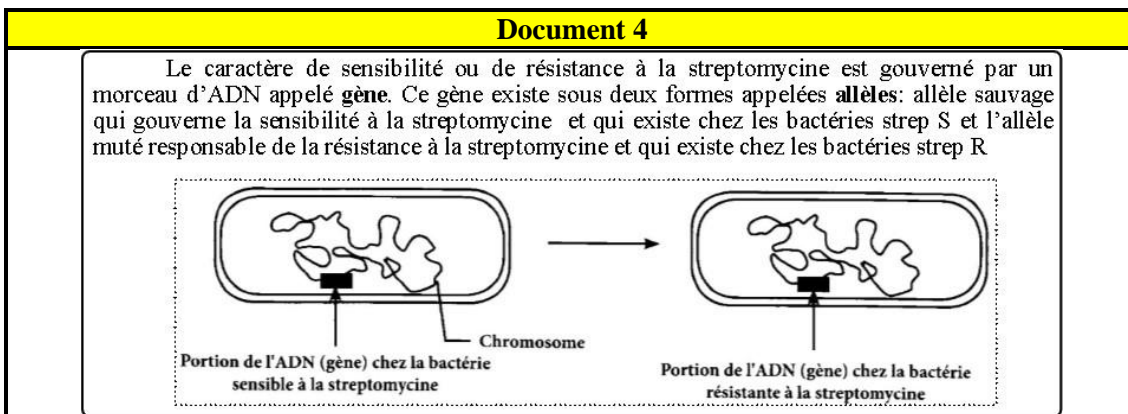 Document 4
Le caractère de sensibilité ou de résistance à la streptomycine est gouverné par un
morceau d'ADN appelé gène. Ce gène existe sous deux formes appelées allèles: allèle sauvage
qui gouverne la sensibilité à la streptomycine et qui existe chez les bactéries strep S et l'allèle
muté responsable de la résistance à la streptomycine et qui existe chez les bactéries strep R
Chromosome
Portion de l'ADN (gène) chez la bactérie
sensible à la streptomycine
Portion de l'ADN (gène) chez la bactérie
résistante à la streptomycine